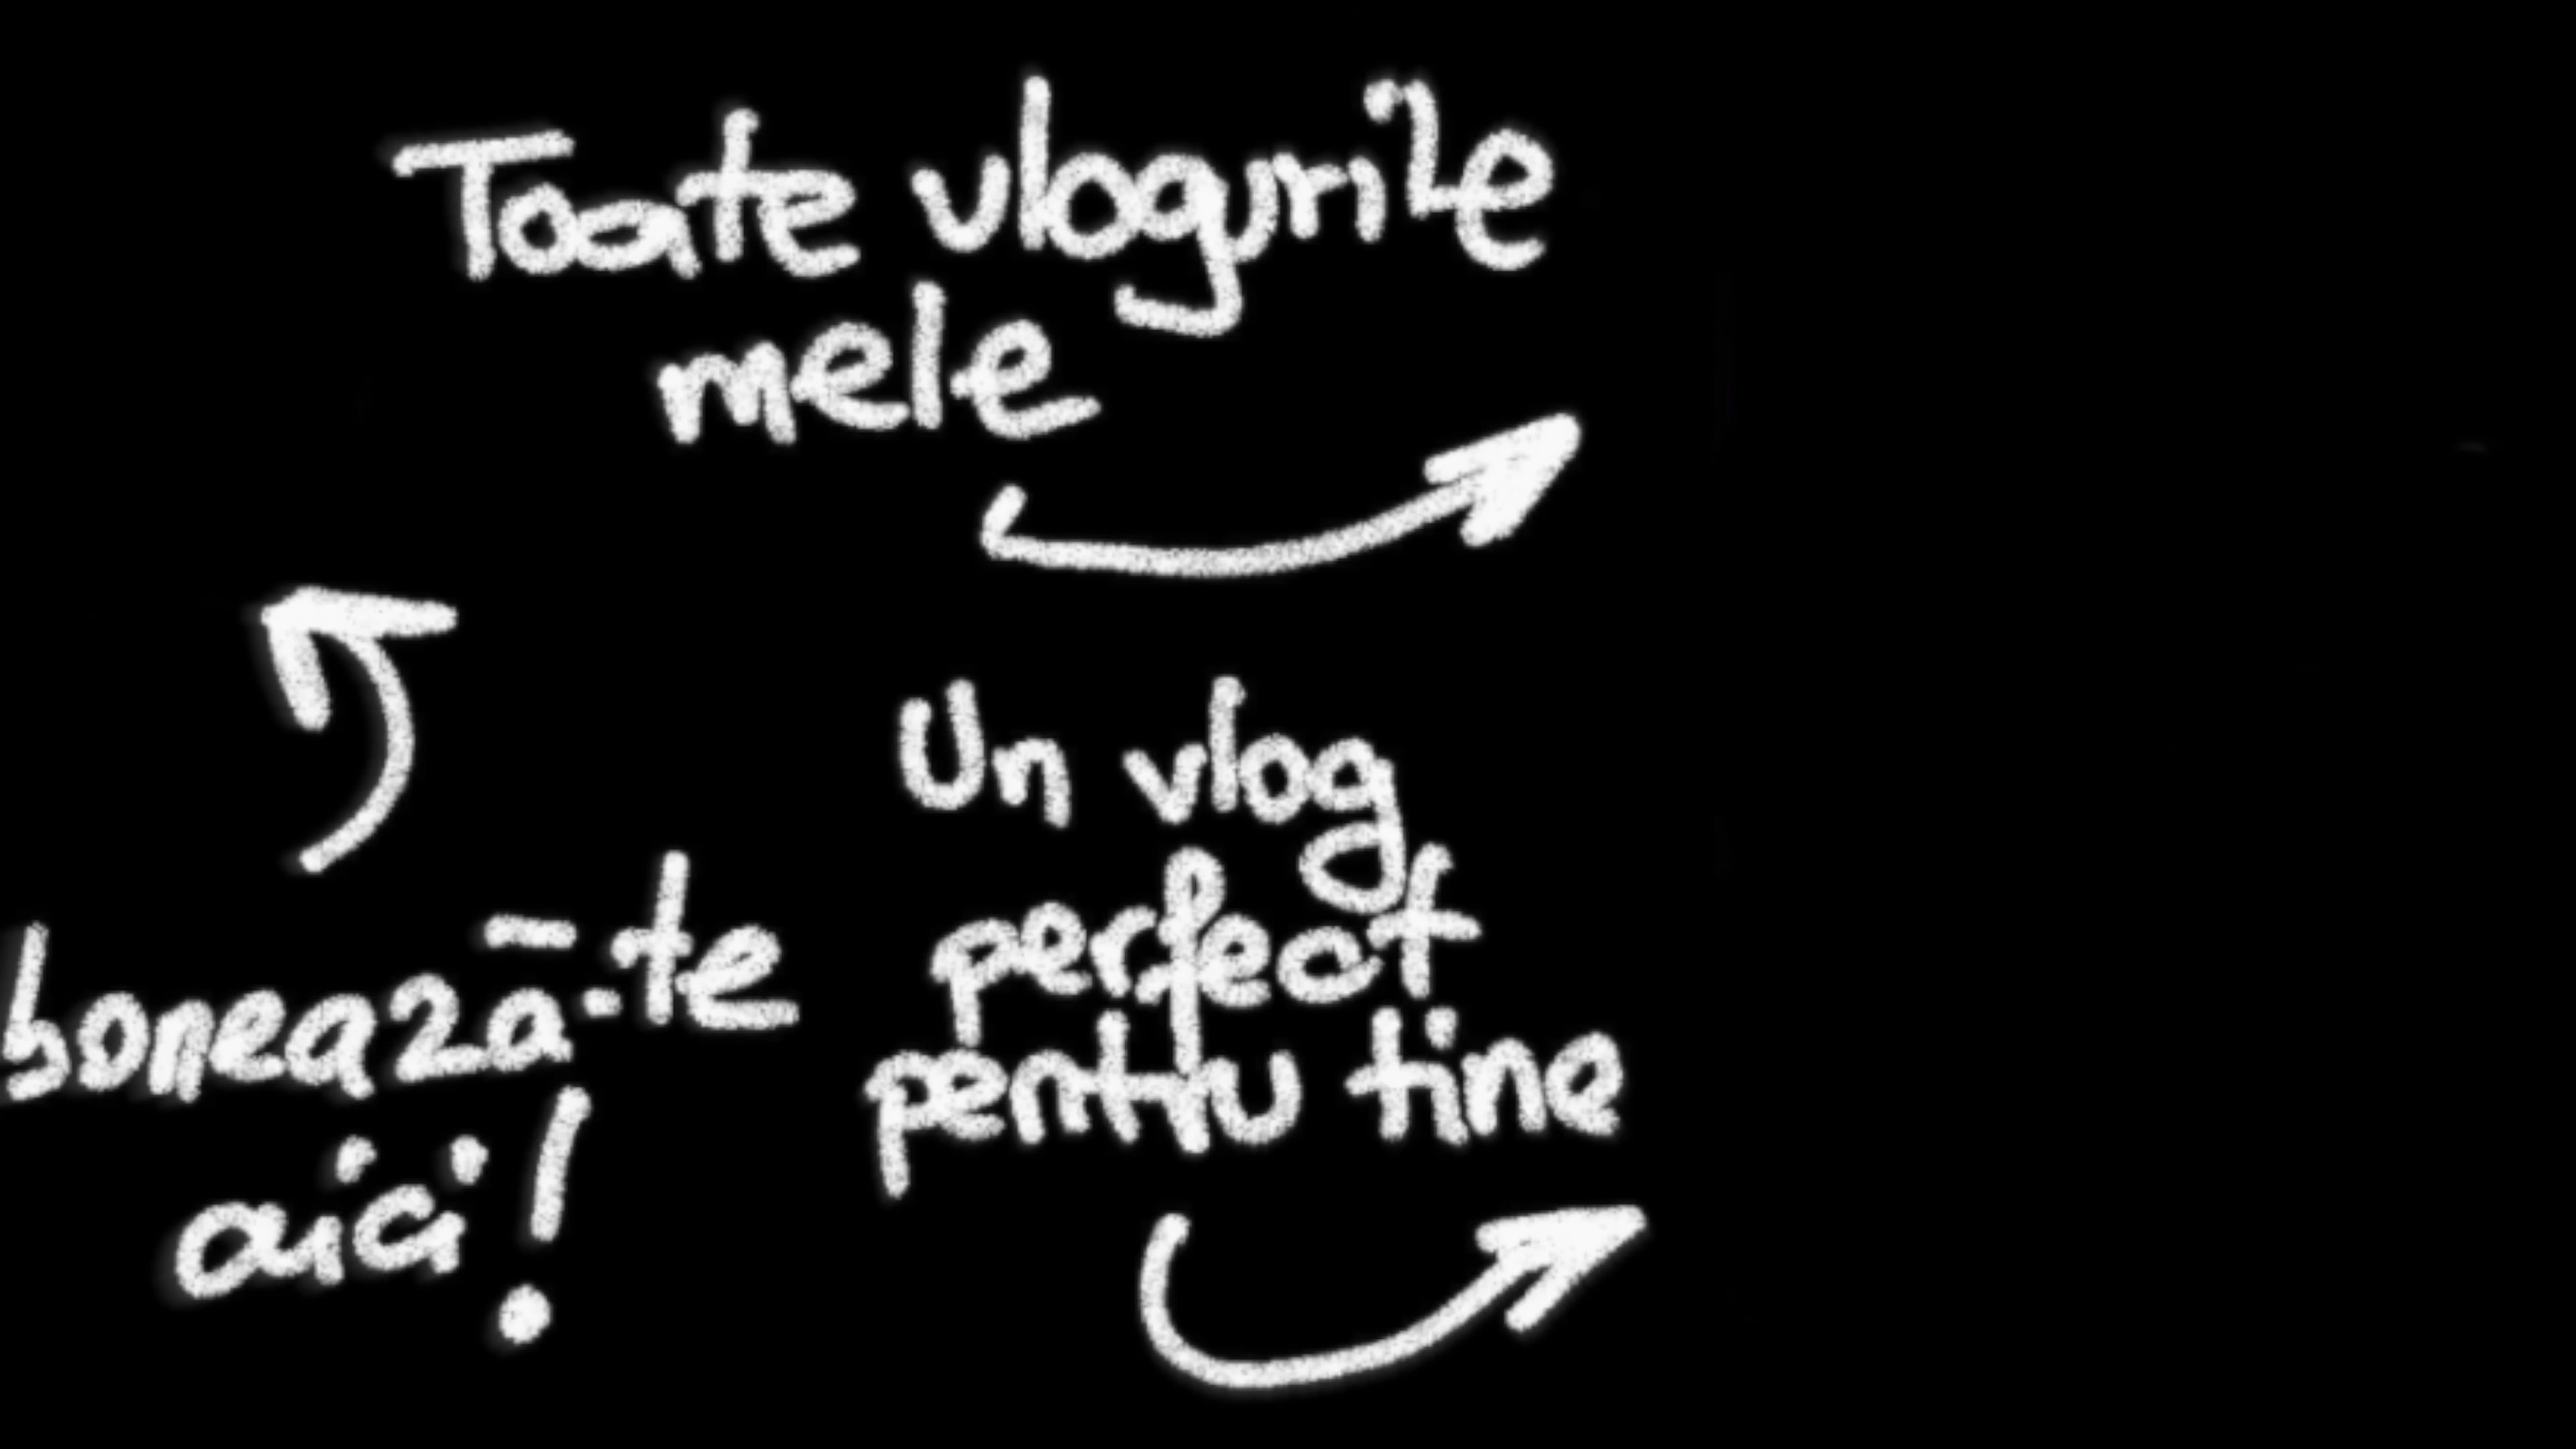 Toate vlogurile
mele
Un vlog
perfect
pentru tine
bonează-te
aici!